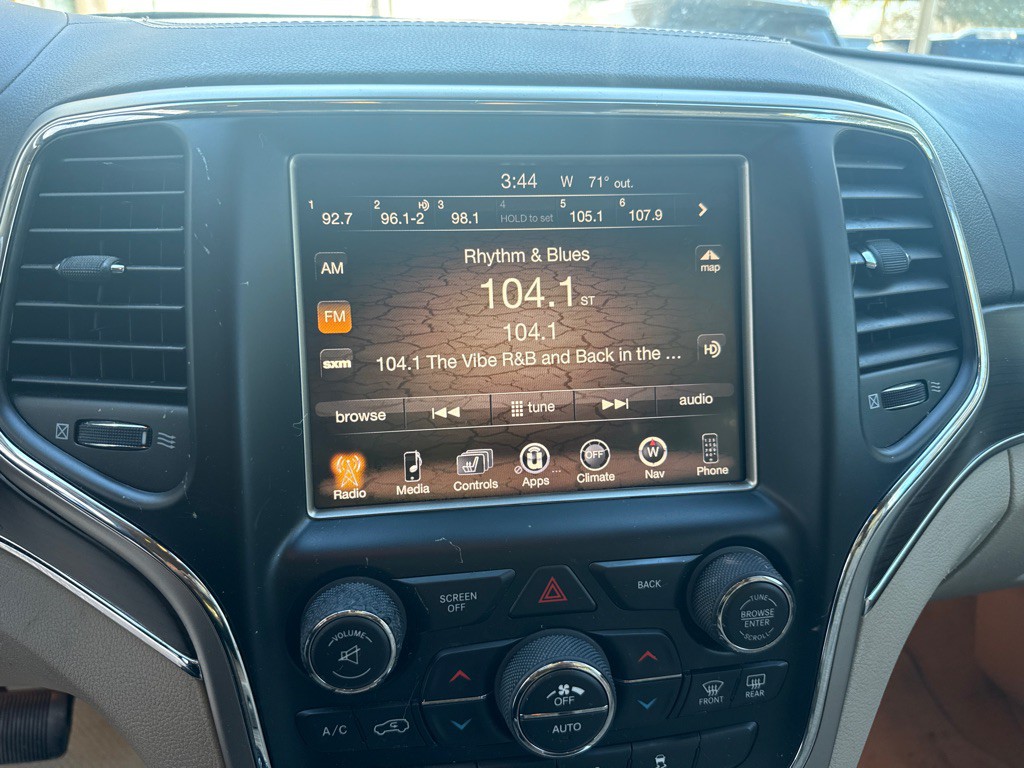 3:44 W 71° out.
1 92.7 2 96.1-2 HD 3 98.1 4 HOLD to set 5 105.1 6 107.9
AM Rhythm & Blues map
FM 104.1 ST
104.1
sxm 104.1 The Vibe R&B and Back in the ... HD
browse tune audio
Radio Media Controls Apps ... OFF Climate W Nav Phone
SCREEN OFF BACK
VOLUME TUNE
BROWSE
ENTER
SCROLL
OFF
AUTO
A/C FRONT REAR